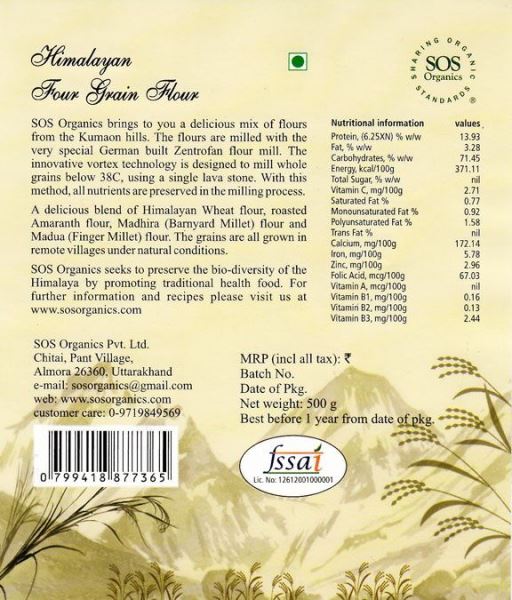 Himalayan
Four Grain Flour
SHARING ORGANIC STANDARDS
SOS
Organics
®
SOS Organics brings to you a delicious mix of flours
from the Kumaon hills. The flours are milled with the
very special German built Zentrofan flour mill. The
innovative vortex technology is designed to mill whole
grains below 38C, using a single lava stone. With this
method, all nutrients are preserved in the milling process.
A delicious blend of Himalayan Wheat flour, roasted
Amaranth flour, Madhira (Barnyard Millet) flour and
Madua (Finger Millet) flour. The grains are all grown in
remote villages under natural conditions.
SOS Organics seeks to preserve the bio-diversity of the
Himalaya by promoting traditional health food. For
further information and recipes please visit us at
www.sosorganics.com
Nutritional information values
Protein, (6.25XN) % w/w 13.93
Fat, % w/w 3.28
Carbohydrates, % w/w 71.45
Energy, kcal/100g 371.11
Total Sugar, % w/w nil
Vitamin C, mg/100g 2.71
Saturated Fat % 0.77
Monounsaturated Fat % 0.92
Polyunsaturated Fat % 1.58
Trans Fat % nil
Calcium, mg/100g 172.14
Iron, mg/100g 5.78
Zinc, mg/100g 2.96
Folic Acid, mcg/100g 67.03
Vitamin A, mcg/100g nil
Vitamin B1, mg/100g 0.16
Vitamin B2, mg/100g 0.13
Vitamin B3, mg/100g 2.44
SOS Organics Pvt. Ltd.
Chitai, Pant Village,
Almora 26360, Uttarakhand
e-mail: sosorganics@gmail.com
web: www.sosorganics.com
customer care: 0-9719849569
MRP (incl all tax): ₹
Batch No.
Date of Pkg.
Net weight: 500 g
Best before 1 year from date of pkg.
0 799418 877365
fssai
Lic. No: 12612001000001